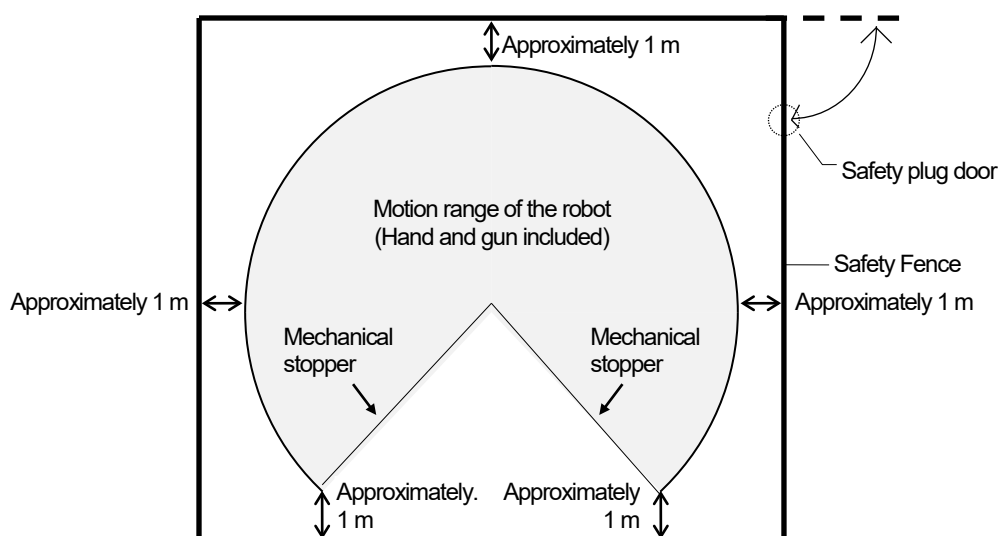 Approximately 1 m
Safety plug door
Motion range of the robot
(Hand and gun included)
Safety Fence
Approximately 1 m
Approximately 1 m
Mechanical
stopper
Mechanical
stopper
Approximately.
1 m
Approximately
1 m